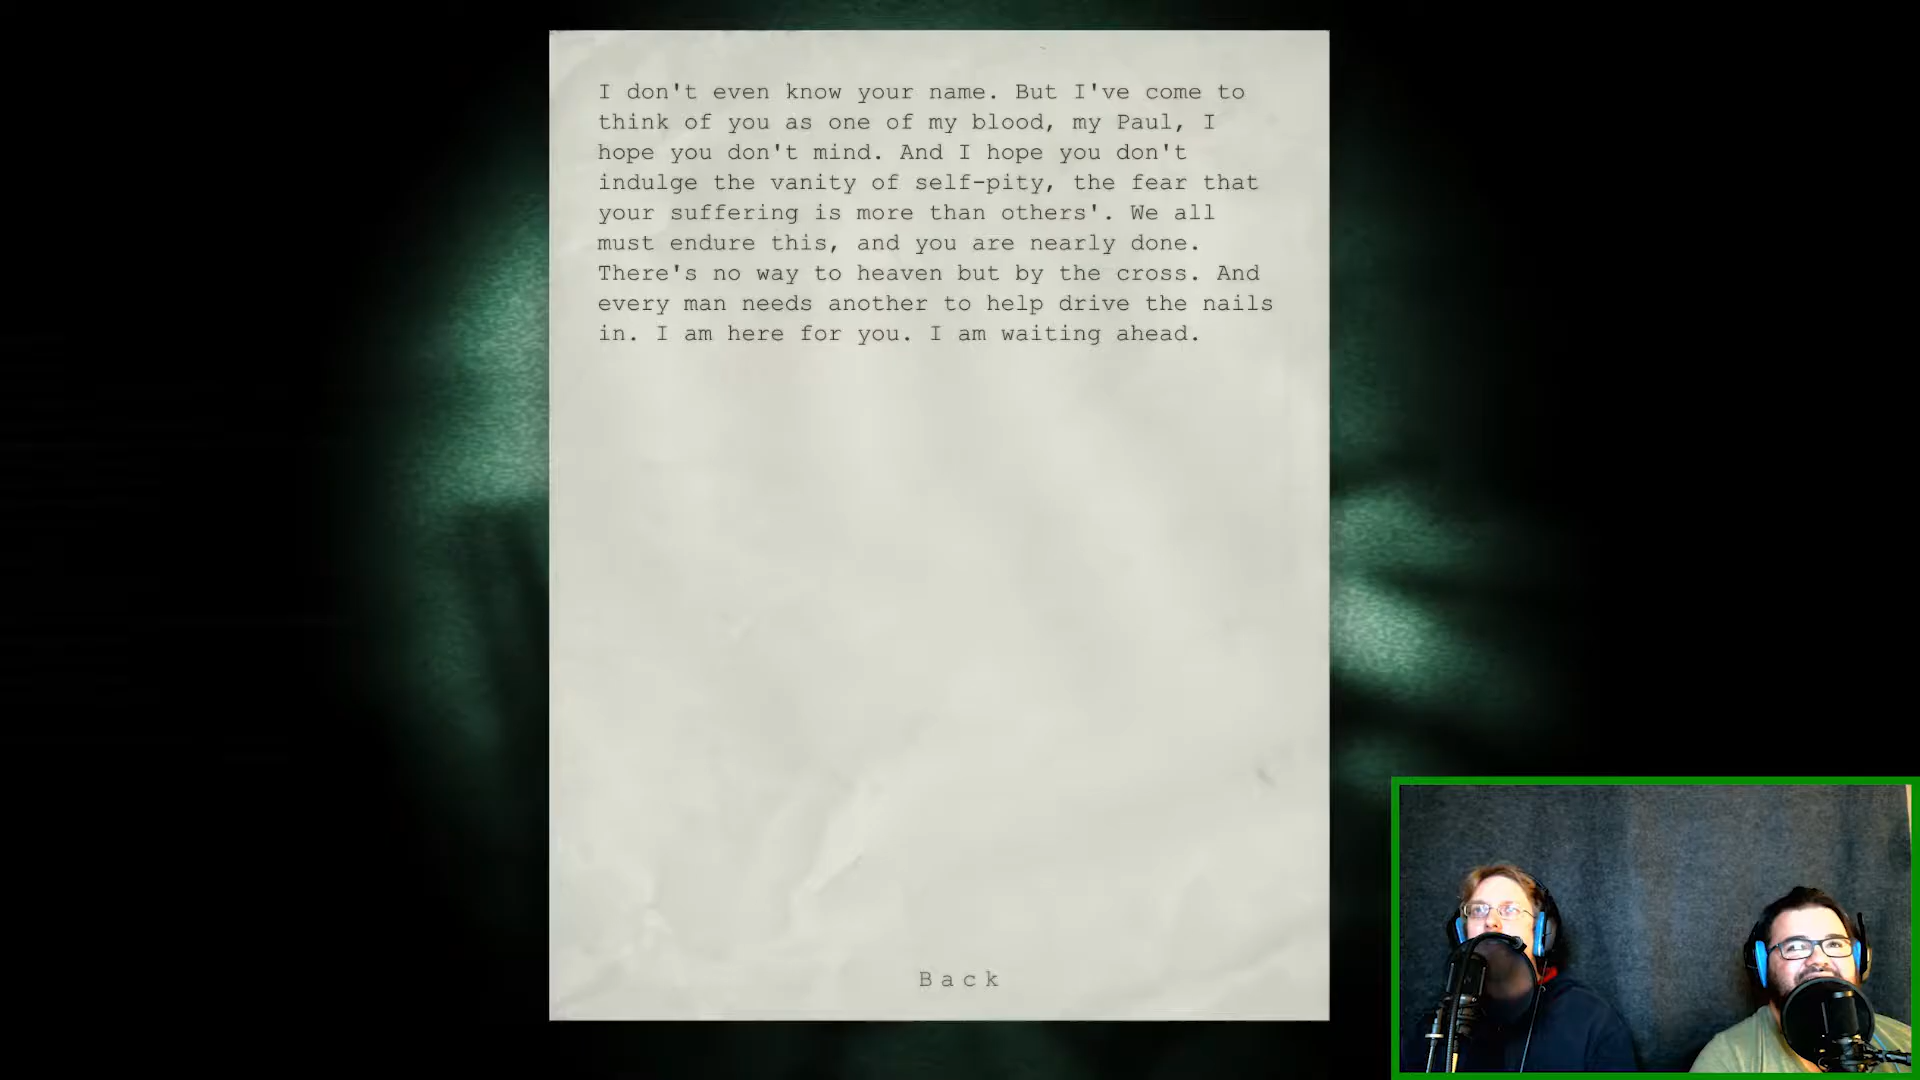 I don't even know your name. But I've come to
think of you as one of my blood, my Paul, I
hope you don't mind. And I hope you don't
indulge the vanity of self-pity, the fear that
your suffering is more than others'. We all
must endure this, and you are nearly done.
There's no way to heaven but by the cross. And
every man needs another to help drive the nails
in. I am here for you. I am waiting ahead.
Back